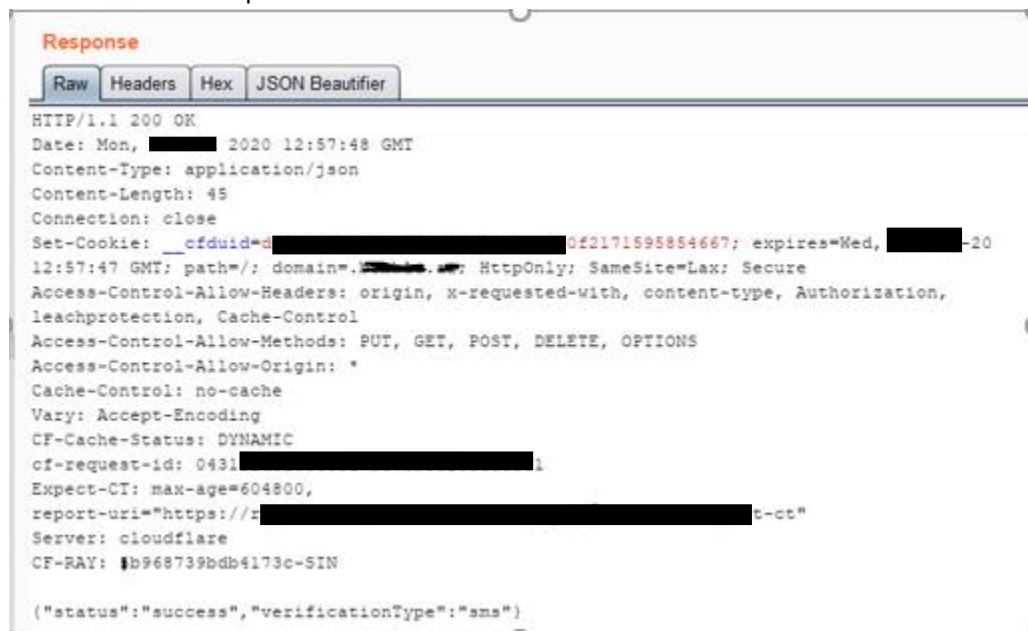 Response
Raw Headers Hex JSON Beautifier
HTTP/1.1 200 OK
Date: Mon, 2020 12:57:48 GMT
Content-Type: application/json
Content-Length: 45
Connection: close
Set-Cookie: __cfduid=d 0f2171595854667; expires=Wed, -20
12:57:47 GMT; path=/; domain=. ; HttpOnly; SameSite=Lax; Secure
Access-Control-Allow-Headers: origin, x-requested-with, content-type, Authorization,
leachprotection, Cache-Control
Access-Control-Allow-Methods: PUT, GET, POST, DELETE, OPTIONS
Access-Control-Allow-Origin: *
Cache-Control: no-cache
Vary: Accept-Encoding
CF-Cache-Status: DYNAMIC
cf-request-id: 0431 1
Expect-CT: max-age=604800,
report-uri="https://r t-ct"
Server: cloudflare
CF-RAY: b968739bdb4173c-SIN
{"status":"success","verificationType":"sms"}